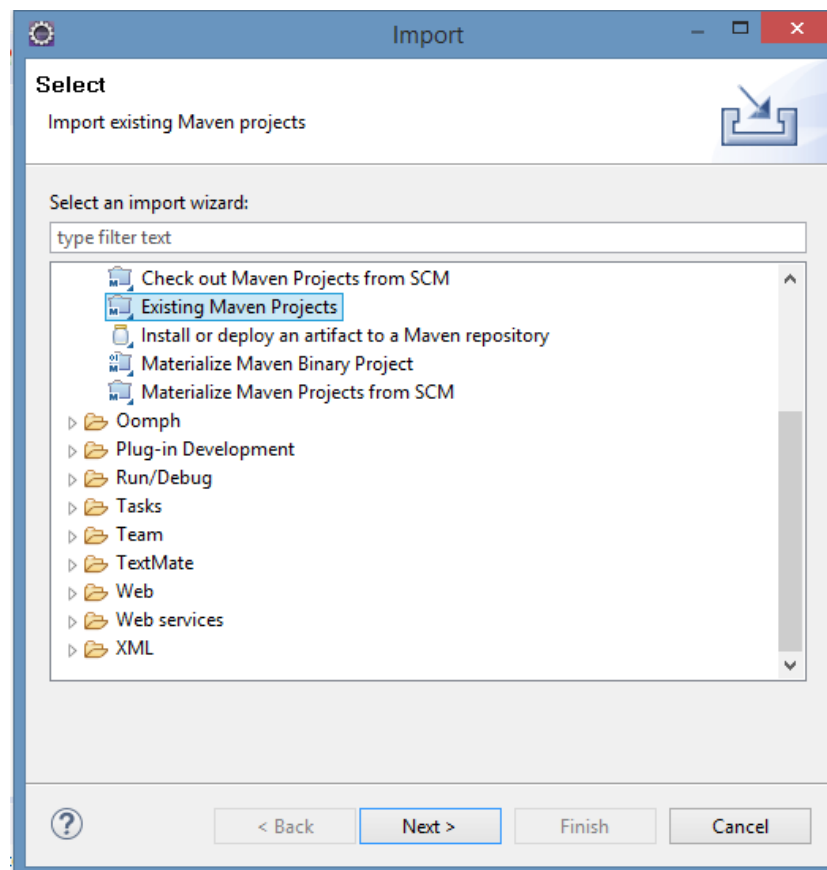 Import
Select
Import existing Maven projects
Select an import wizard:
type filter text
Check out Maven Projects from SCM
Existing Maven Projects
Install or deploy an artifact to a Maven repository
Materialize Maven Binary Project
Materialize Maven Projects from SCM
Oomph
Plug-in Development
Run/Debug
Tasks
Team
TextMate
Web
Web services
XML
< Back Next > Finish Cancel